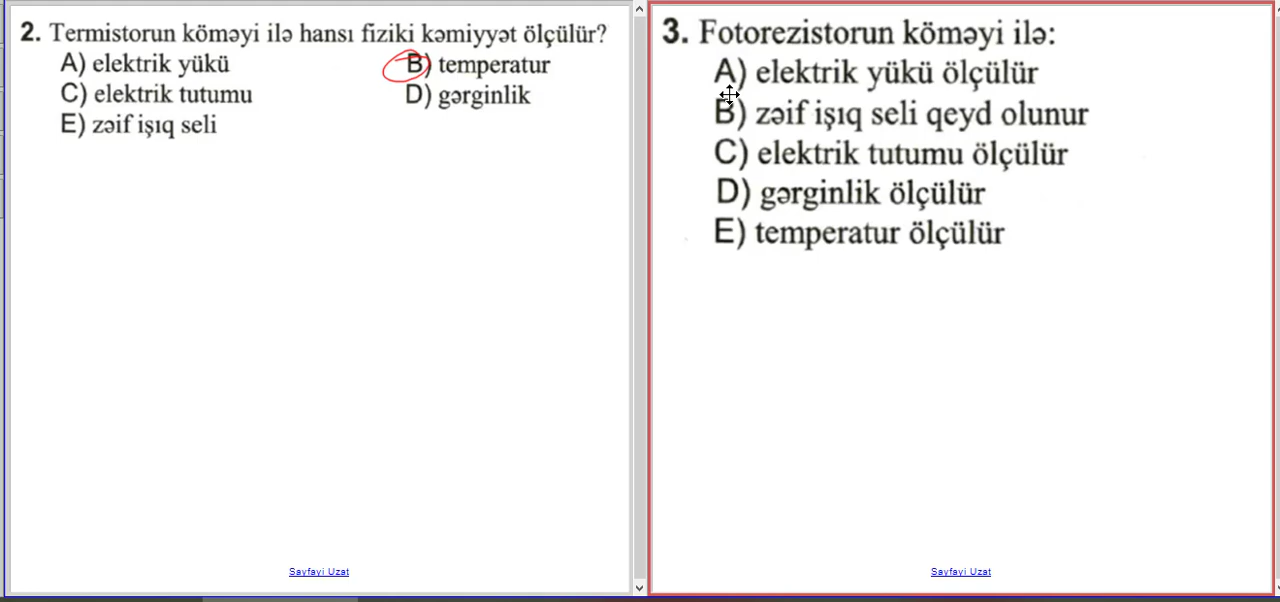 2. Termistorun köməyi ilə hansı fiziki kəmiyyət ölçülür?
A) elektrik yükü
B) temperatur
C) elektrik tutumu
D) gərginlik
E) zəif işıq seli
Sayfayi Uzat
3. Fotorezistorun köməyi ilə:
A) elektrik yükü ölçülür
B) zəif işıq seli qeyd olunur
C) elektrik tutumu ölçülür
D) gərginlik ölçülür
E) temperatur ölçülür
Sayfayi Uzat